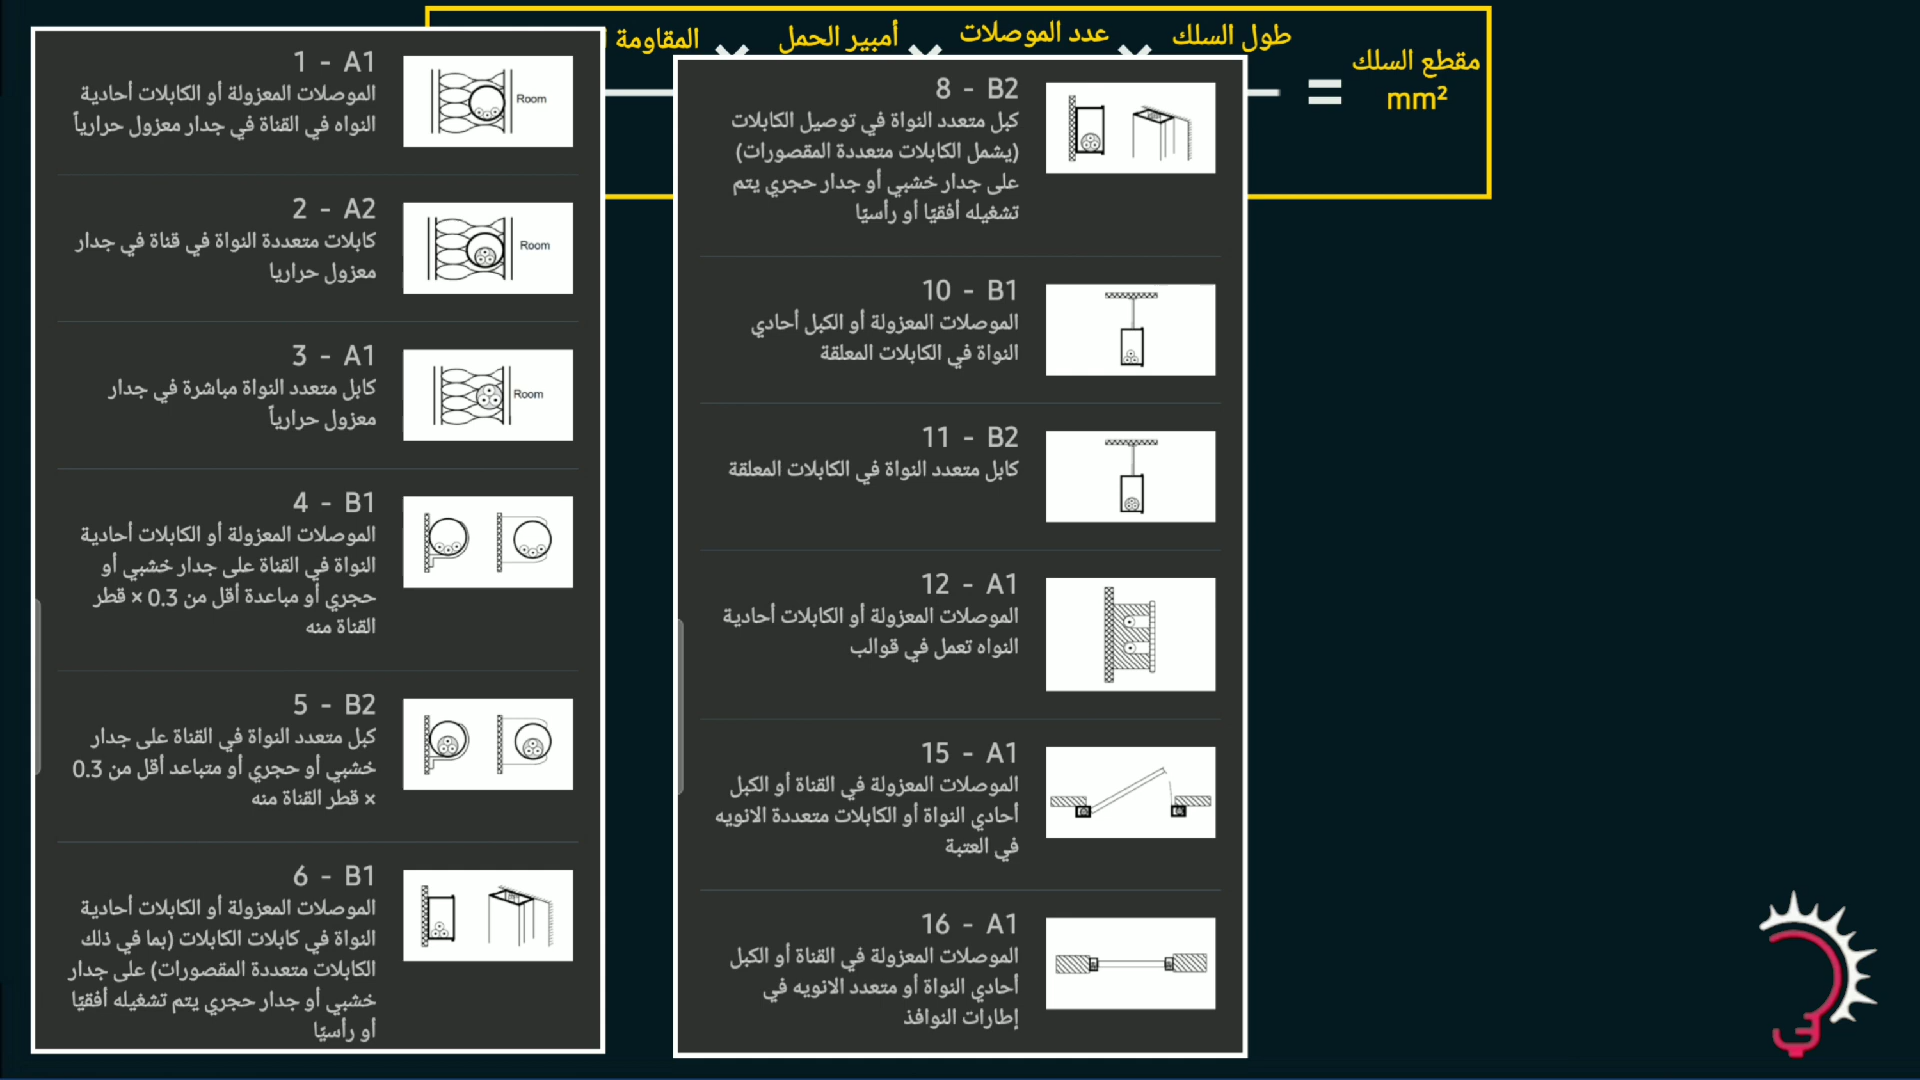 مقطع السلك
mm²
=
طول السلك
عدد الموصلات
أمبير الحمل
المقاومة
1 - A1
الموصلات المعزولة أو الكابلات أحادية
النواه في القناة في جدار معزول حرارياً
Room
2 - A2
كابلات متعددة النواة في قناة في جدار
معزول حراريا
Room
3 - A1
كابل متعدد النواة مباشرة في جدار
معزول حرارياً
Room
4 - B1
الموصلات المعزولة أو الكابلات أحادية
النواة في القناة على جدار خشبي أو
حجري أو مباعدة أقل من 0.3 × قطر
القناة منه
5 - B2
كبل متعدد النواة في القناة على جدار
خشبي أو حجري أو متباعد أقل من 0.3
× قطر القناة منه
6 - B1
الموصلات المعزولة أو الكابلات أحادية
النواة في كابلات الكابلات (بما في ذلك
الكابلات متعددة المقصورات) على جدار
خشبي أو جدار حجري يتم تشغيله أفقيًا
أو رأسيًا
8 - B2
كبل متعدد النواة في توصيل الكابلات
(يشمل الكابلات متعددة المقصورات)
على جدار خشبي أو جدار حجري يتم
تشغيله أفقيًا أو رأسيًا
10 - B1
الموصلات المعزولة أو الكبل أحادي
النواة في الكابلات المعلقة
11 - B2
كابل متعدد النواة في الكابلات المعلقة
12 - A1
الموصلات المعزولة أو الكابلات أحادية
النواه تعمل في قوالب
15 - A1
الموصلات المعزولة في القناة أو الكبل
أحادي النواة أو الكابلات متعددة الانويه
في العتبة
16 - A1
الموصلات المعزولة في القناة أو الكبل
أحادي النواة أو متعدد الانويه في
إطارات النوافذ